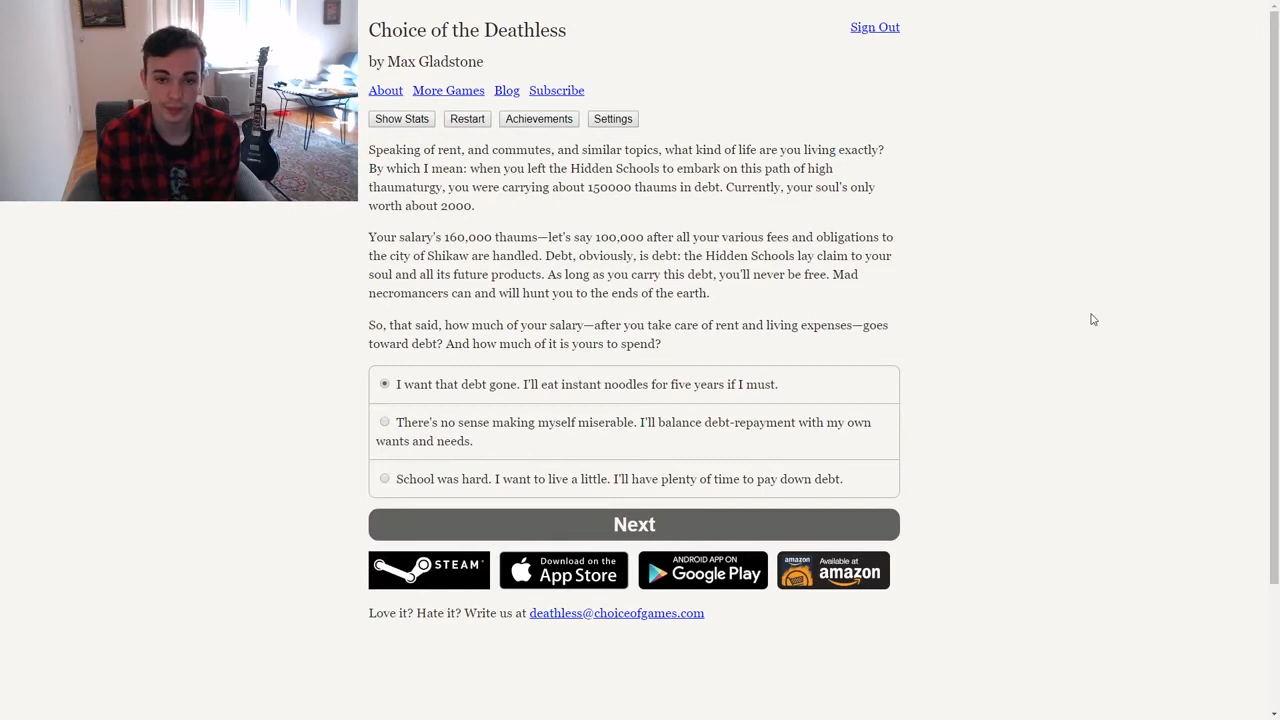 Choice of the Deathless
Sign Out
by Max Gladstone
About More Games Blog Subscribe
Show Stats Restart Achievements Settings
Speaking of rent, and commutes, and similar topics, what kind of life are you living exactly?
By which I mean: when you left the Hidden Schools to embark on this path of high
thaumaturgy, you were carrying about 150000 thaums in debt. Currently, your soul's only
worth about 2000.
Your salary's 160,000 thaums—let's say 100,000 after all your various fees and obligations to
the city of Shikaw are handled. Debt, obviously, is debt: the Hidden Schools lay claim to your
soul and all its future products. As long as you carry this debt, you'll never be free. Mad
necromancers can and will hunt you to the ends of the earth.
So, that said, how much of your salary—after you take care of rent and living expenses—goes
toward debt? And how much of it is yours to spend?
I want that debt gone. I'll eat instant noodles for five years if I must.
There's no sense making myself miserable. I'll balance debt-repayment with my own
wants and needs.
School was hard. I want to live a little. I'll have plenty of time to pay down debt.
Next
STEAM
Download on the
App Store
ANDROID APP ON
Google Play
amazon
Available at
amazon
Love it? Hate it? Write us at deathless@choiceofgames.com